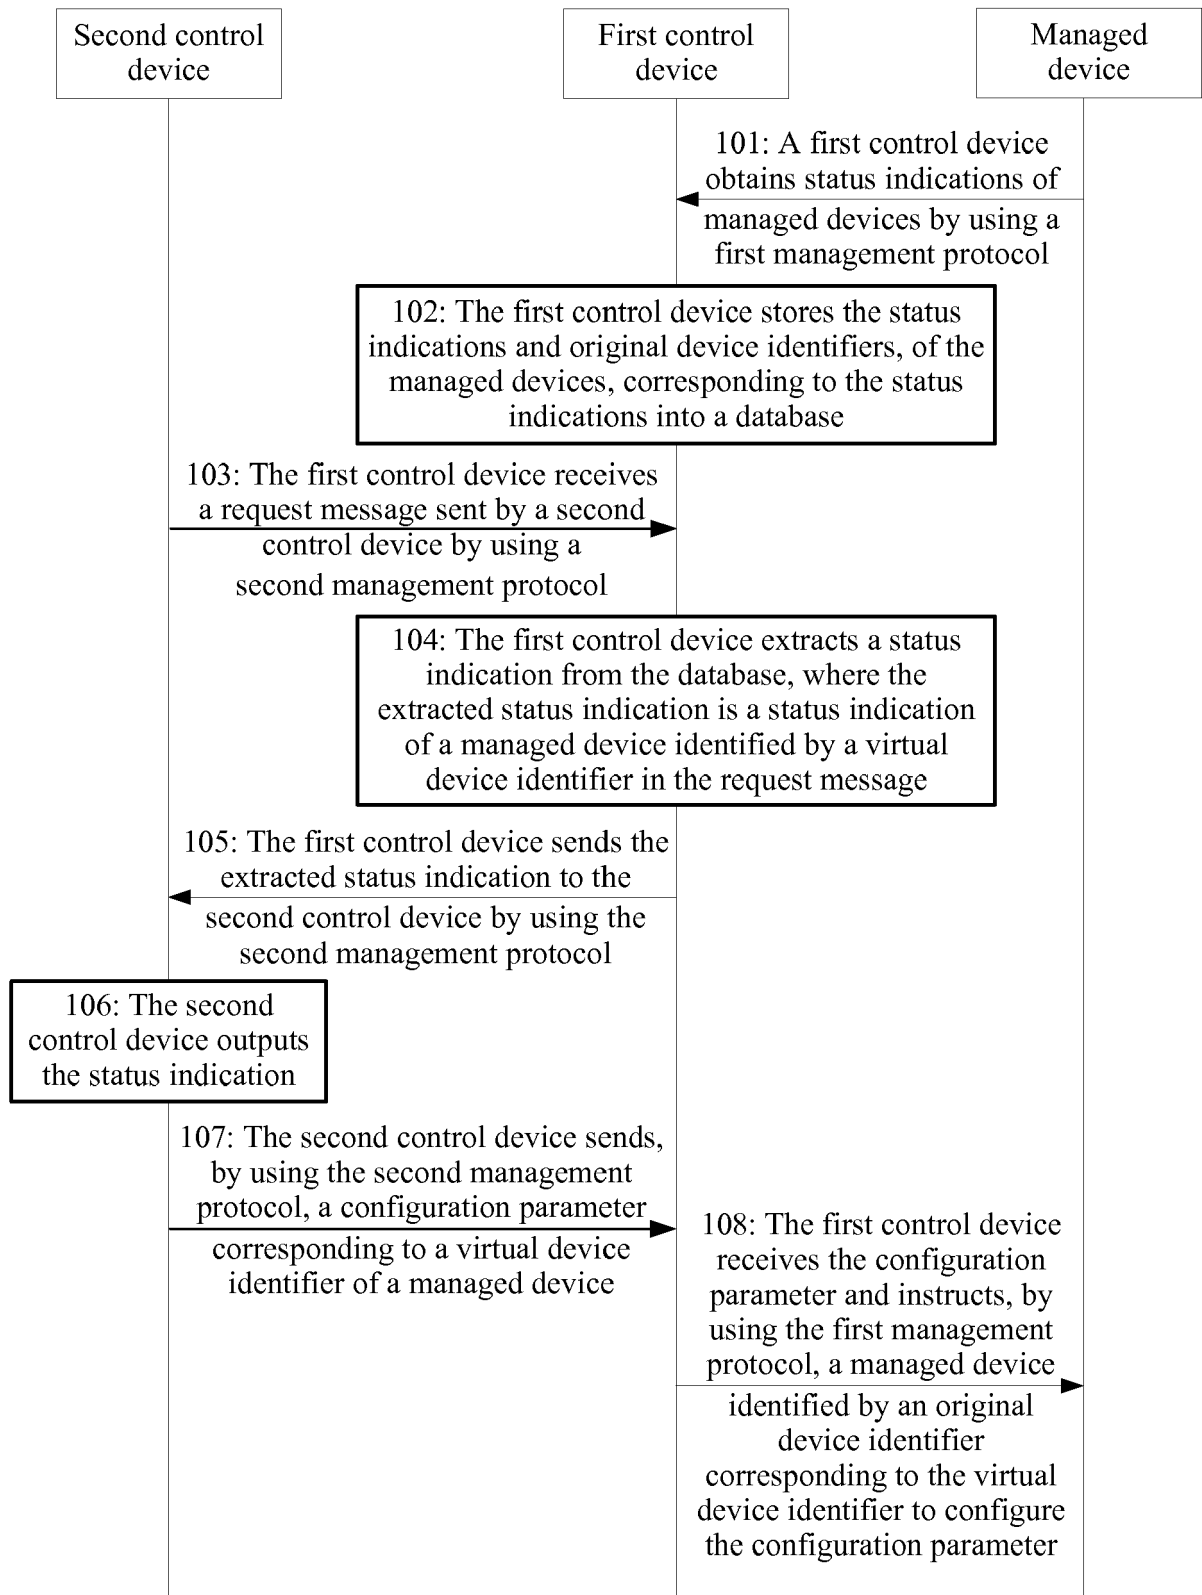 Second control
device
First control
device
Managed
device
101: A first control device
obtains status indications of
managed devices by using a
first management protocol
102: The first control device stores the status
indications and original device identifiers, of the
managed devices, corresponding to the status
indications into a database
103: The first control device receives
a request message sent by a second
control device by using a
second management protocol
104: The first control device extracts a status
indication from the database, where the
extracted status indication is a status indication
of a managed device identified by a virtual
device identifier in the request message
105: The first control device sends the
extracted status indication to the
second control device by using the
second management protocol
106: The second
control device outputs
the status indication
107: The second control device sends,
by using the second management
protocol, a configuration parameter
corresponding to a virtual device
identifier of a managed device
108: The first control device
receives the configuration
parameter and instructs, by
using the first management
protocol, a managed device
identified by an original
device identifier
corresponding to the virtual
device identifier to configure
the configuration parameter